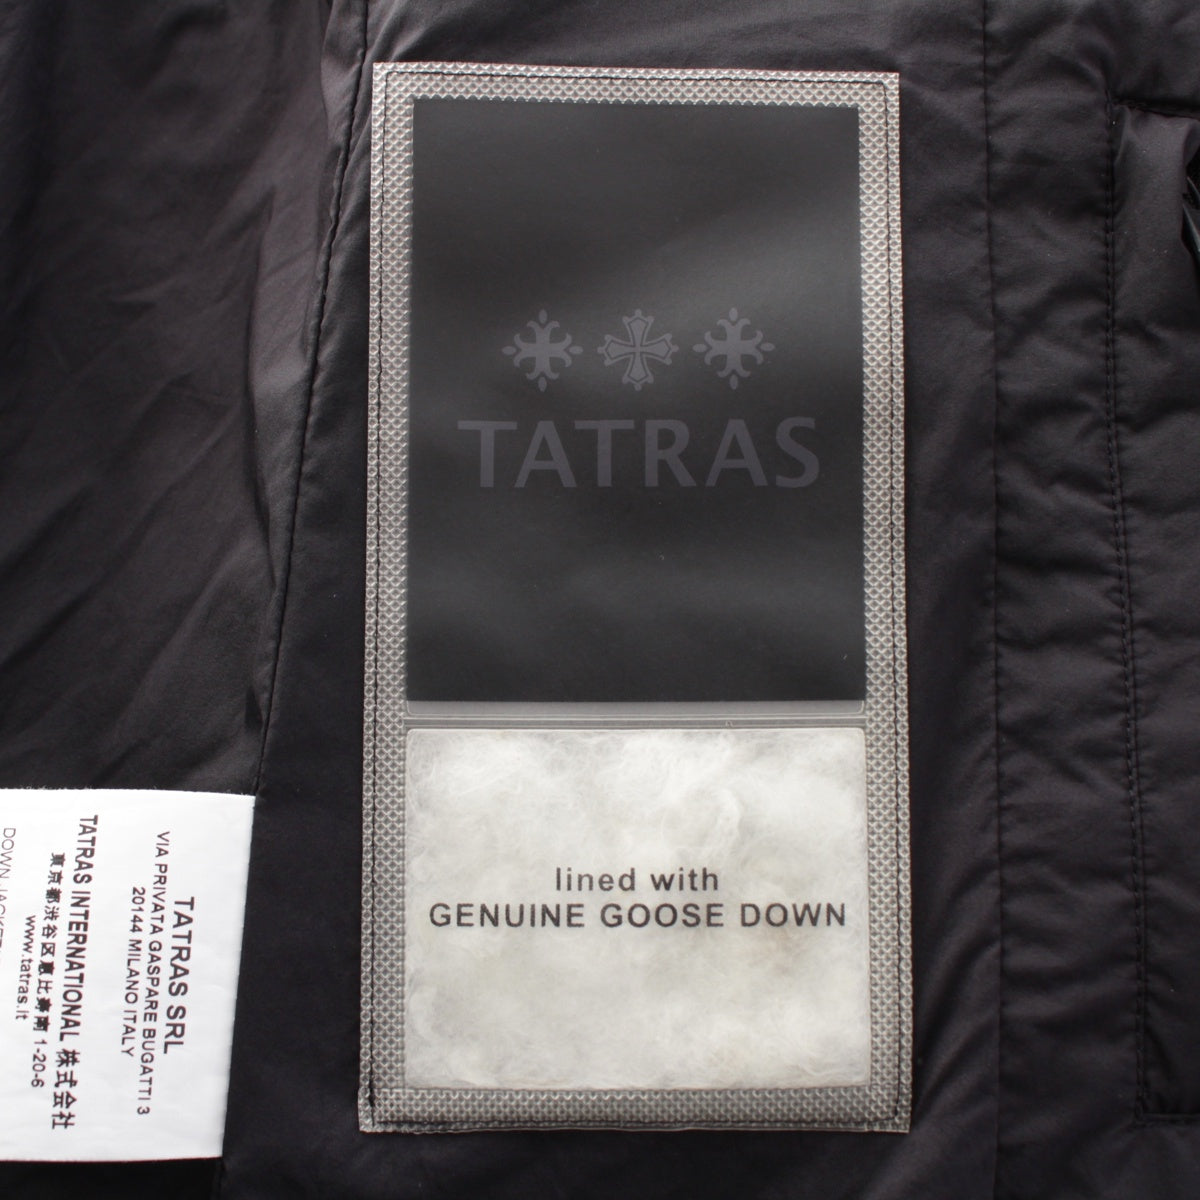 TATRAS
lined with
GENUINE GOOSE DOWN
TATRAS SRL
VIA PRIVATA GASPARE BUGATTI 3
20144 MILANO ITALY
TATRAS INTERNATIONAL 株式会社
東京都渋谷区恵比寿南 1-20-6
www.tatras.it
DOWN JACKET